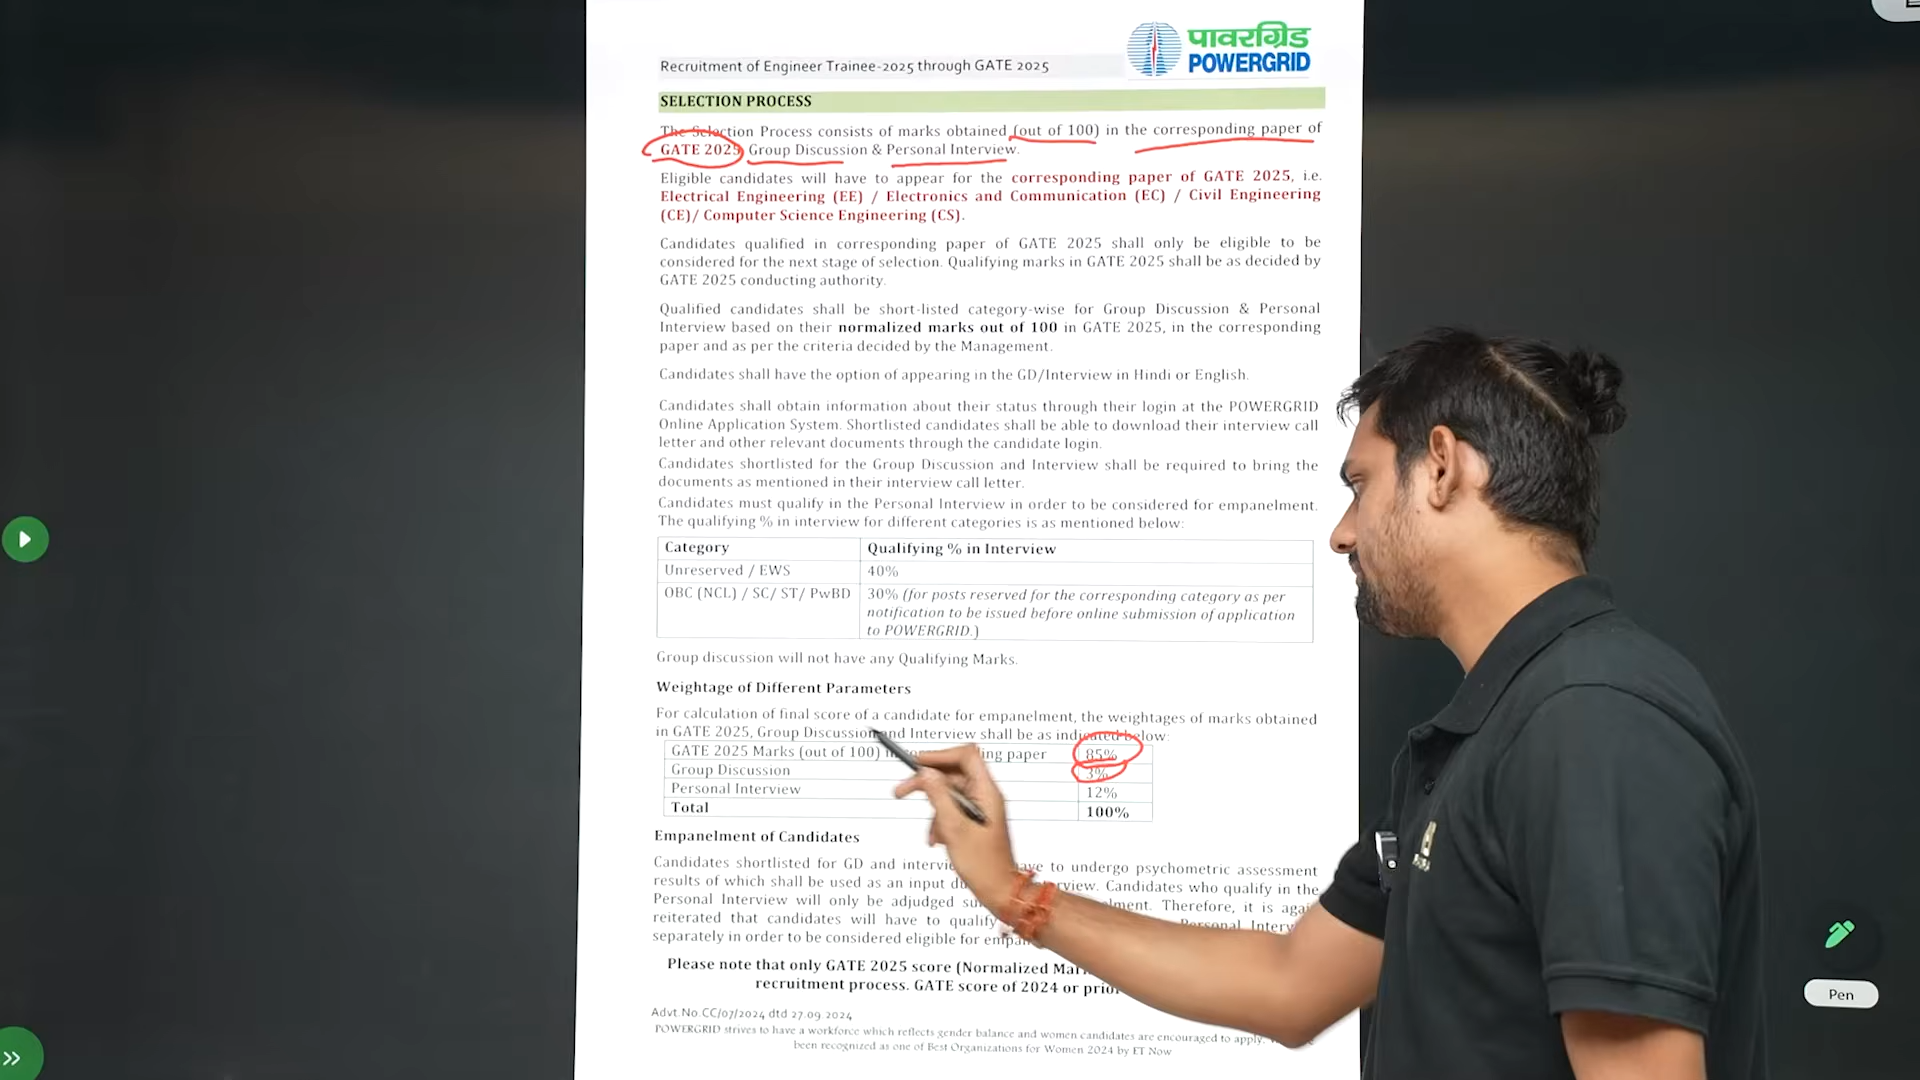 पावरग्रिड
POWERGRID
Recruitment of Engineer Trainee-2025 through GATE 2025
SELECTION PROCESS
The Selection Process consists of marks obtained (out of 100) in the corresponding paper of
GATE 2025, Group Discussion & Personal Interview.
Eligible candidates will have to appear for the corresponding paper of GATE 2025, i.e.
Electrical Engineering (EE) / Electronics and Communication (EC) / Civil Engineering
(CE)/ Computer Science Engineering (CS).
Candidates qualified in corresponding paper of GATE 2025 shall only be eligible to be
considered for the next stage of selection. Qualifying marks in GATE 2025 shall be as decided by
GATE 2025 conducting authority.
Qualified candidates shall be short-listed category-wise for Group Discussion & Personal
Interview based on their normalized marks out of 100 in GATE 2025, in the corresponding
paper and as per the criteria decided by the Management.
Candidates shall have the option of appearing in the GD/Interview in Hindi or English.
Candidates shall obtain information about their status through their login at the POWERGRID
Online Application System. Shortlisted candidates shall be able to download their interview call
letter and other relevant documents through the candidate login.
Candidates shortlisted for the Group Discussion and Interview shall be required to bring the
documents as mentioned in their interview call letter.
Candidates must qualify in the Personal Interview in order to be considered for empanelment.
The qualifying % in interview for different categories is as mentioned below:
Category Qualifying % in Interview
Unreserved / EWS 40%
OBC (NCL) / SC/ ST/ PwBD 30% (for posts reserved for the corresponding category as per
notification to be issued before online submission of application
to POWERGRID.)
Group discussion will not have any Qualifying Marks.
Weightage of Different Parameters
For calculation of final score of a candidate for empanelment, the weightages of marks obtained
in GATE 2025, Group Discussion and Interview shall be as indicated below:
GATE 2025 Marks (out of 100) ing paper 85%
Group Discussion 3%
Personal Interview 12%
Total 100%
Empanelment of Candidates
Candidates shortlisted for GD and intervi ave to undergo psychometric assessment
results of which shall be used as an input du rview. Candidates who qualify in the
Personal Interview will only be adjudged su lment. Therefore, it is aga
reiterated that candidates will have to qualify Personal Interv
separately in order to be considered eligible for empan
Please note that only GATE 2025 score (Normalized Mar
recruitment process. GATE score of 2024 or prio
Advt.No.CC/07/2024 dtd 27.09.2024
POWERGRID strives to have a workforce which reflects gender balance and women candidates are encouraged to apply.
been recognized as one of Best Organizations for Women 2024 by ET Now
Pen